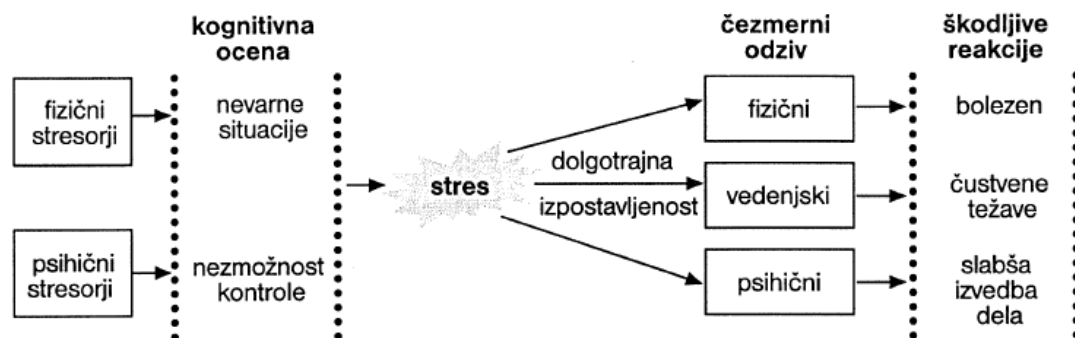 kognitivna
ocena
čezmerni
odziv
škodljive
reakcije
fizični
stresorji
nevarne
situacije
psihični
stresorji
nezmožnost
kontrole
stres
dolgotrajna
izpostavljenost
fizični
vedenjski
psihični
bolezen
čustvene
težave
slabša
izvedba
dela